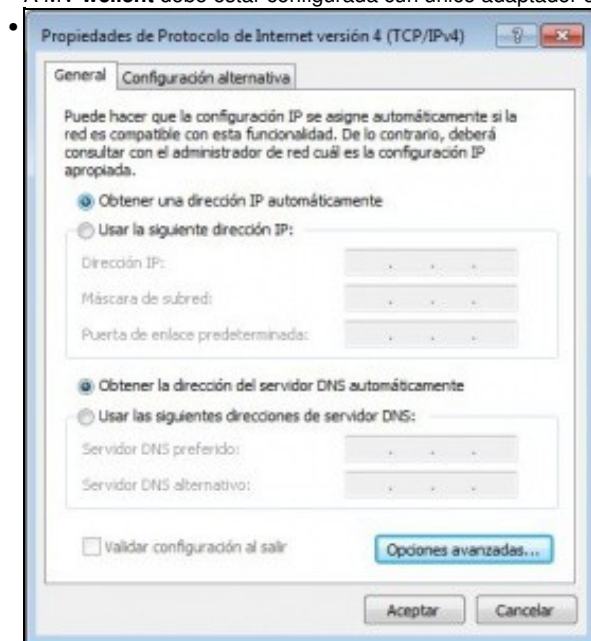 Propiedades de Protocolo de Internet versión 4 (TCP/IPv4)
General Configuración alternativa
Puede hacer que la configuración IP se asigne automáticamente si la
red es compatible con esta funcionalidad. De lo contrario, deberá
consultar con el administrador de red cuál es la configuración IP
apropiada.
Obtener una dirección IP automáticamente
Usar la siguiente dirección IP:
Dirección IP:
Máscara de subred:
Puerta de enlace predeterminada:
Obtener la dirección del servidor DNS automáticamente
Usar las siguientes direcciones de servidor DNS:
Servidor DNS preferido:
Servidor DNS alternativo:
Validar configuración al salir
Opciones avanzadas...
Aceptar Cancelar